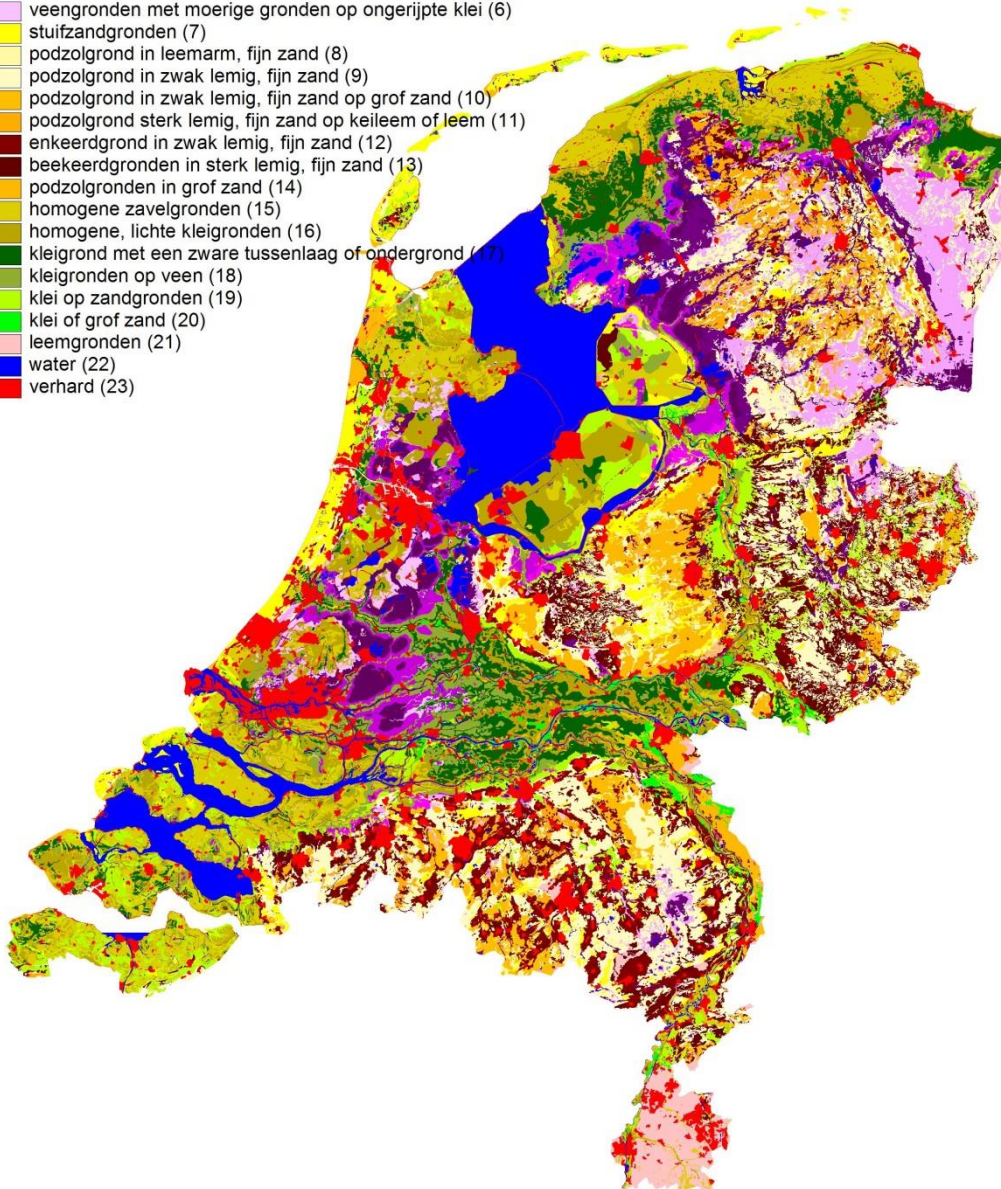 veengronden met moerige gronden op ongerijpte klei (6)
stuifzandgronden (7)
podzolgrond in leemarm, fijn zand (8)
podzolgrond in zwak lemig, fijn zand (9)
podzolgrond in zwak lemig, fijn zand op grof zand (10)
podzolgrond sterk lemig, fijn zand op keileem of leem (11)
enkeerdgrond in zwak lemig, fijn zand (12)
beekeerdgronden in sterk lemig, fijn zand (13)
podzolgronden in grof zand (14)
homogene zavelgronden (15)
homogene, lichte kleigronden (16)
kleigrond met een zware tussenlaag of ondergrond (17)
kleigronden op veen (18)
klei op zandgronden (19)
klei of grof zand (20)
leemgronden (21)
water (22)
verhard (23)